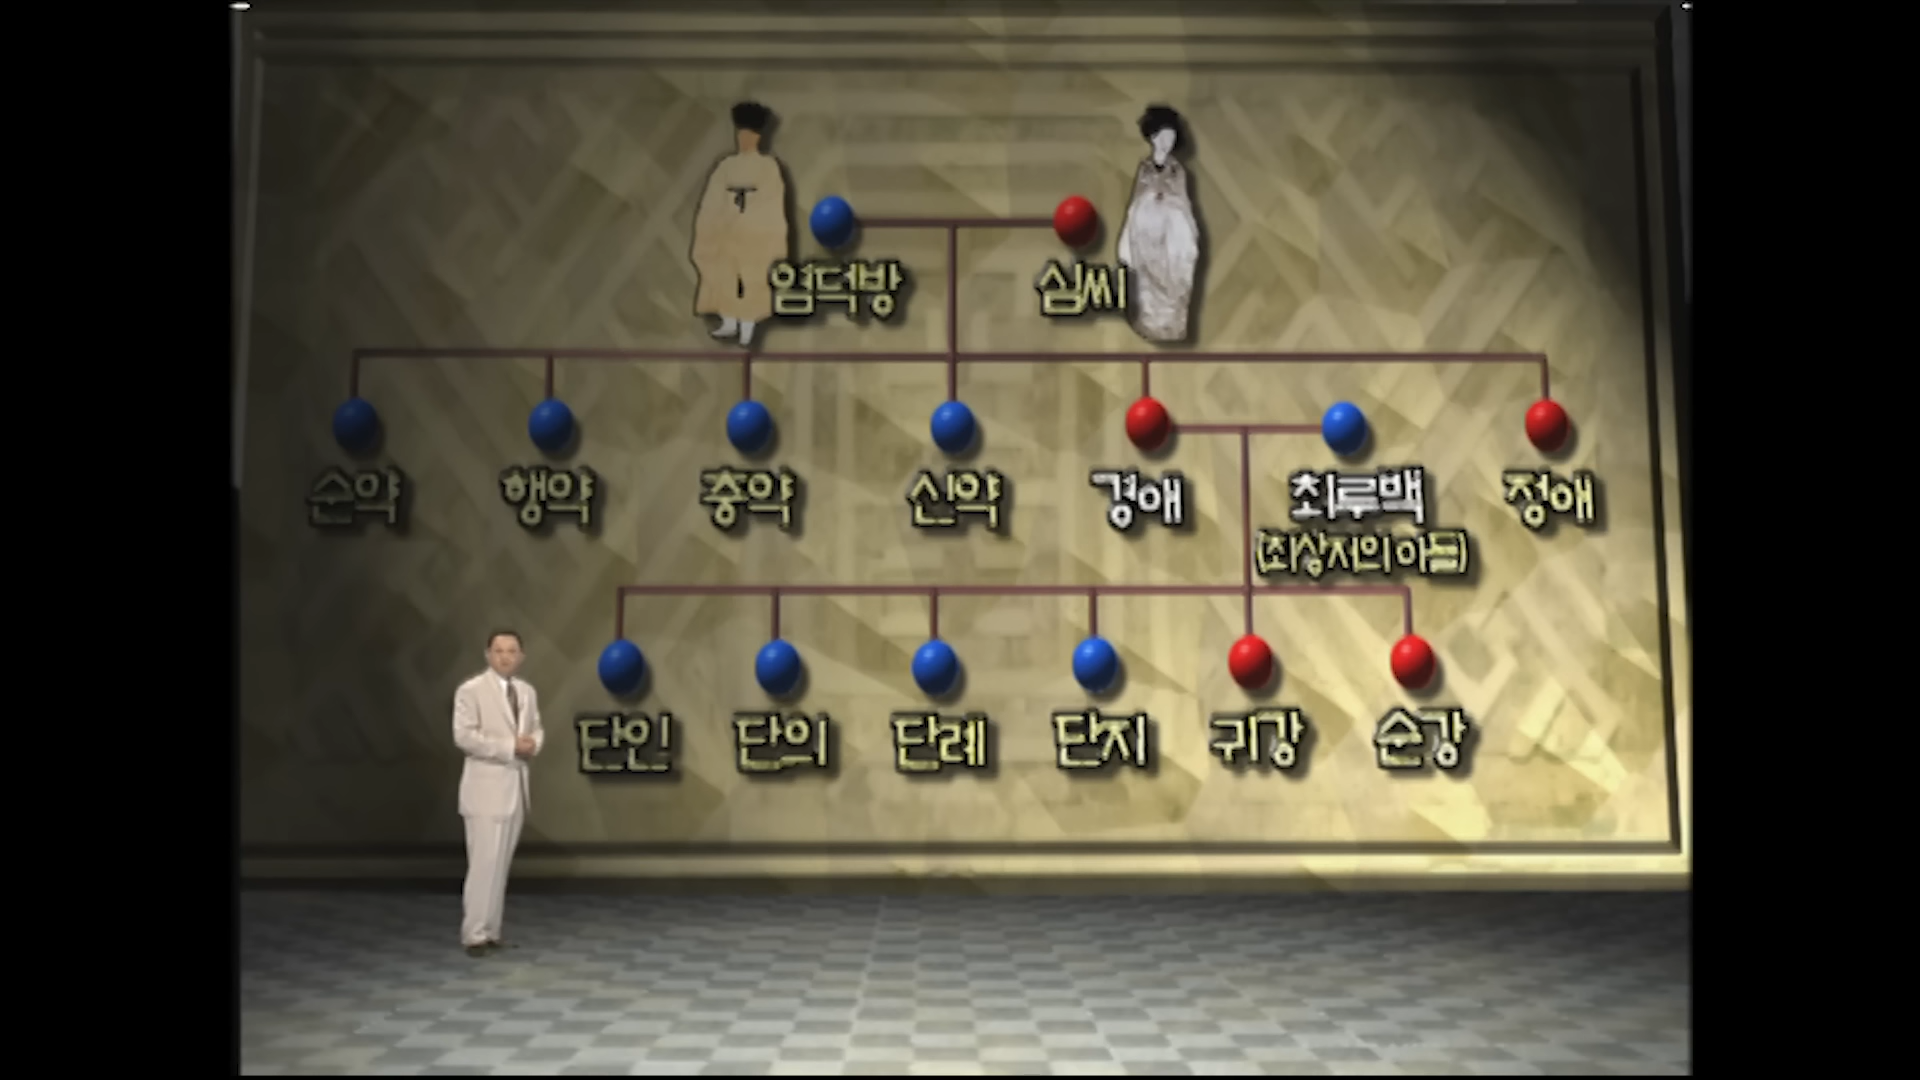 염덕방 심씨
순약 행약 충약 신약 경애 최루백 정애
(최상저의 아들)
단인 단의 단례 단지 귀강 순강